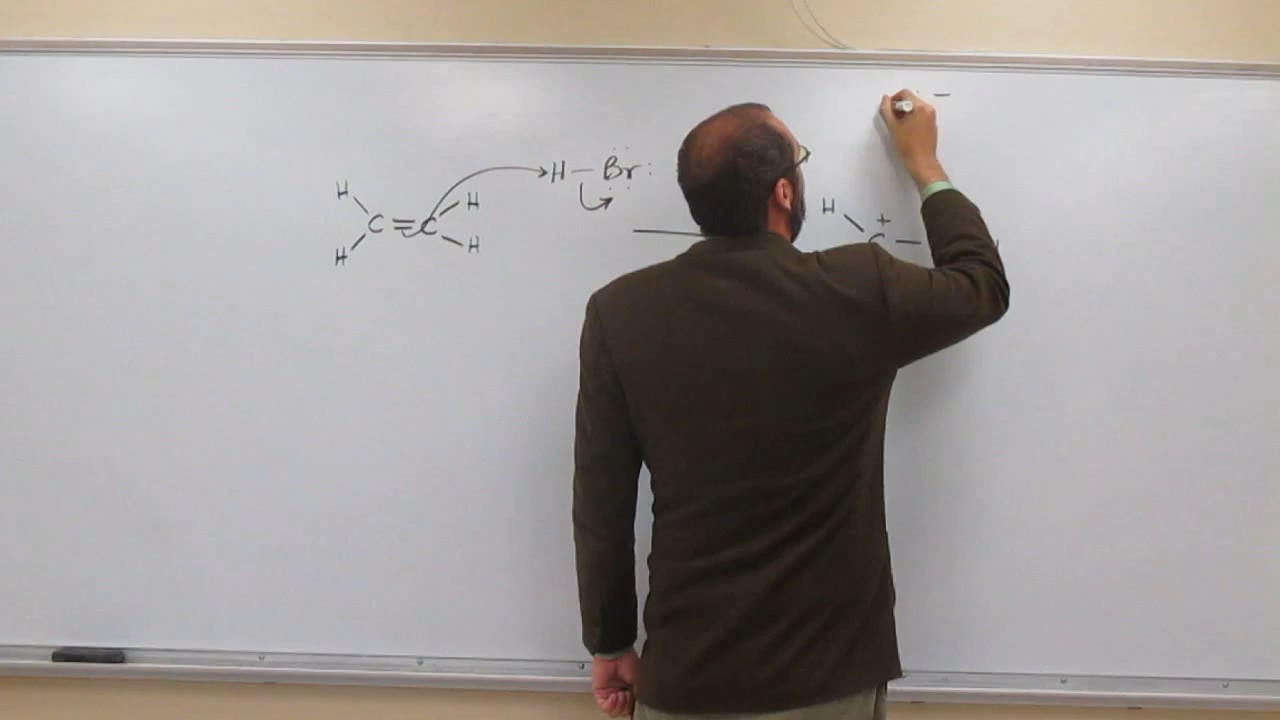 H H — Br
H C = C H
H H
H C +
−